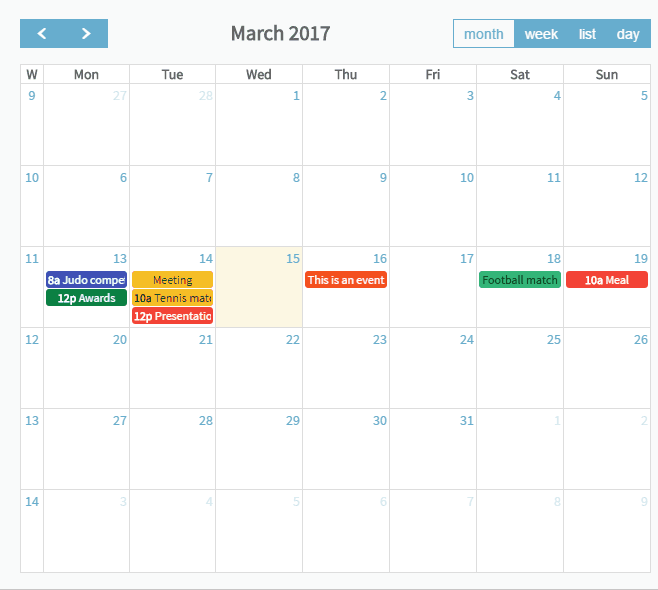 March 2017
month week list day
W Mon Tue Wed Thu Fri Sat Sun
9 27 28 1 2 3 4 5
10 6 7 8 9 10 11 12
11 13 14 15 16 17 18 19
8a Judo compe Meeting This is an event Football match 10a Meal
12p Awards 10a Tennis matc
12p Presentatio
12 20 21 22 23 24 25 26
13 27 28 29 30 31 1 2
14 3 4 5 6 7 8 9